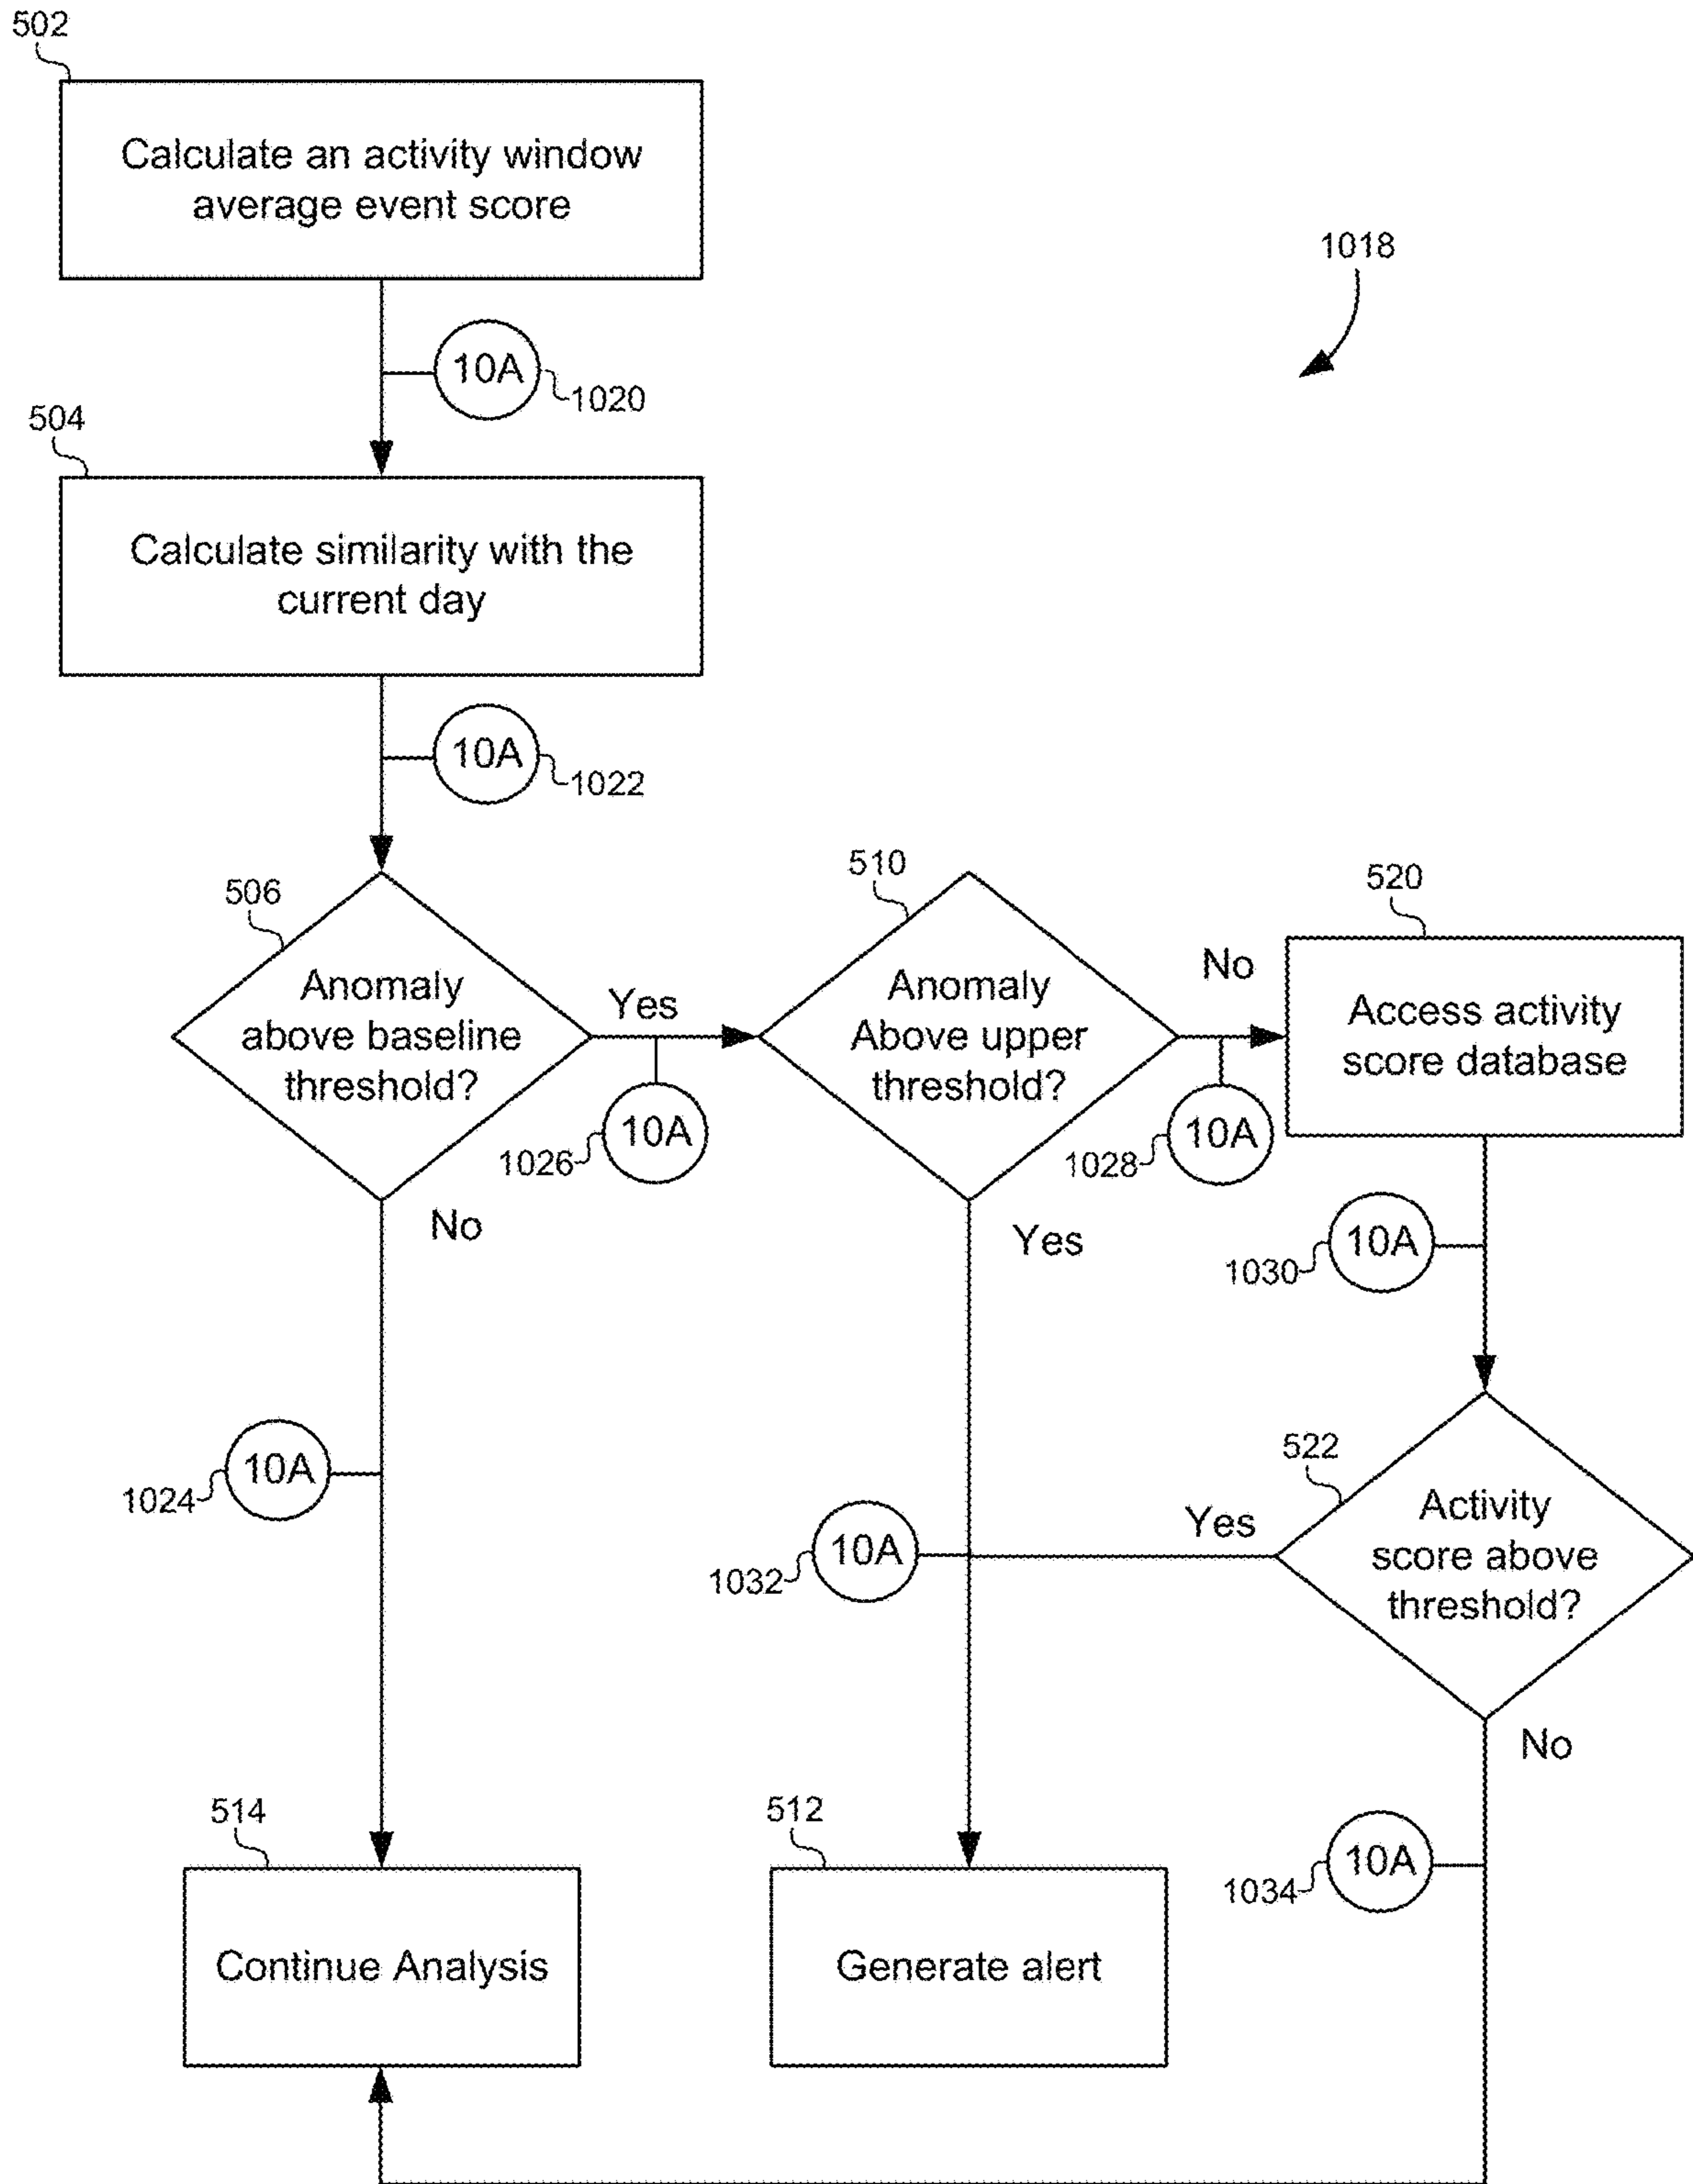 502
Calculate an activity window
average event score
1018
10A
1020
504
Calculate similarity with the
current day
10A
1022
506
Anomaly
above baseline
threshold?
Yes
10A
1026
510
Anomaly
Above upper
threshold?
No
10A
1028
520
Access activity
score database
No
Yes
10A
1030
10A
1024
522
Activity
score above
threshold?
Yes
10A
1032
No
514
Continue Analysis
512
Generate alert
10A
1034